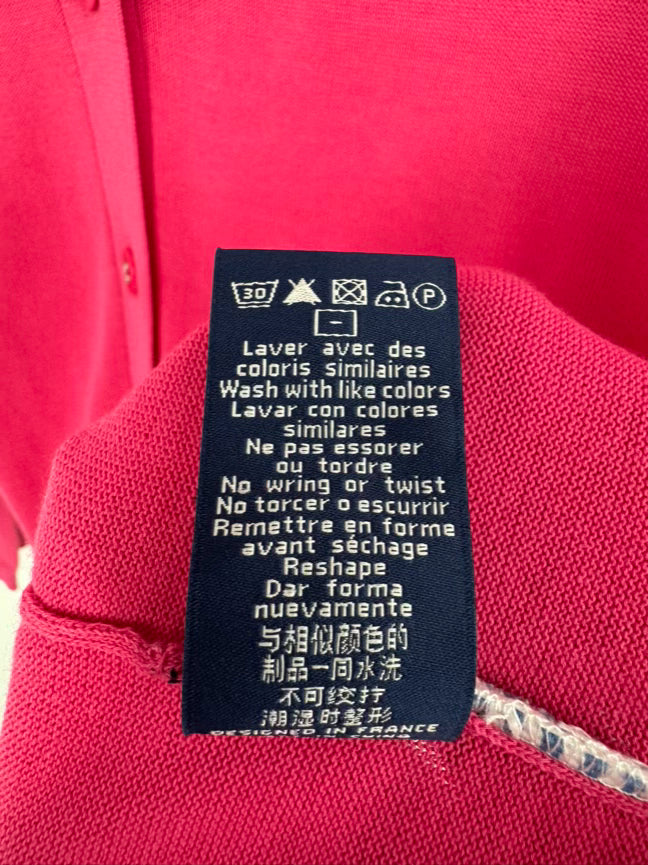 30
P
Laver avec des
coloris similaires
Wash with like colors
Lavar con colores
similares
Ne pas essorer
ou tordre
No wring or twist
No torcer o escurrir
Remettre en forme
avant séchage
Reshape
Dar forma
nuevamente
与相似颜色的
制品一同水洗
不可绞拧
潮湿时整形
DESIGNED IN FRANCE